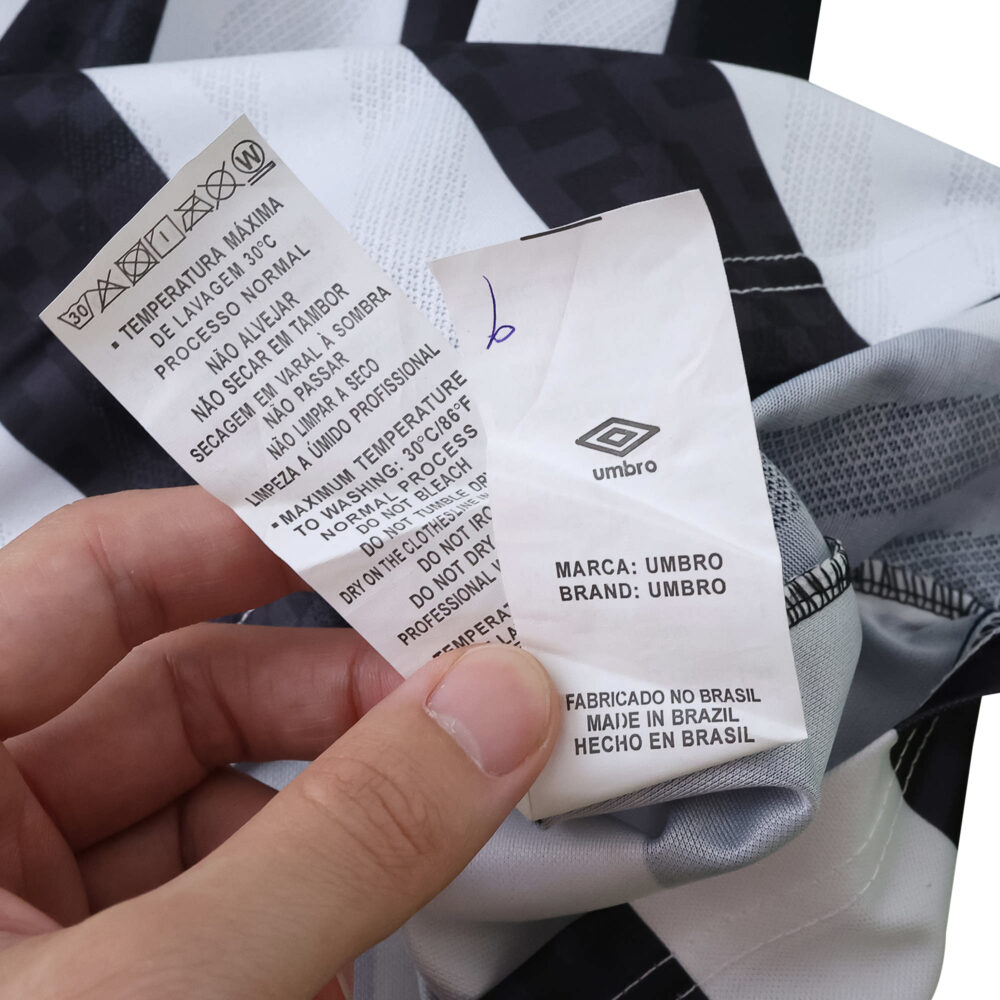 30 W
▪ TEMPERATURA MÁXIMA
DE LAVAGEM 30°C
PROCESSO NORMAL
NÃO ALVEJAR
NÃO SECAR EM TAMBOR
SECAGEM EM VARAL À SOMBRA
NÃO PASSAR
NÃO LIMPAR A SECO
LIMPEZA A ÚMIDO PROFISSIONAL
▪ MAXIMUM TEMPERATURE
TO WASHING: 30°C/86°F
NORMAL PROCESS
DO NOT BLEACH
DO NOT TUMBLE
DRY ON THE CLOTHESLINE IN
DO NOT
DO NOT DRY
PROFESSIONAL
6
umbro
MARCA: UMBRO
BRAND: UMBRO
FABRICADO NO BRASIL
MADE IN BRAZIL
HECHO EN BRASIL